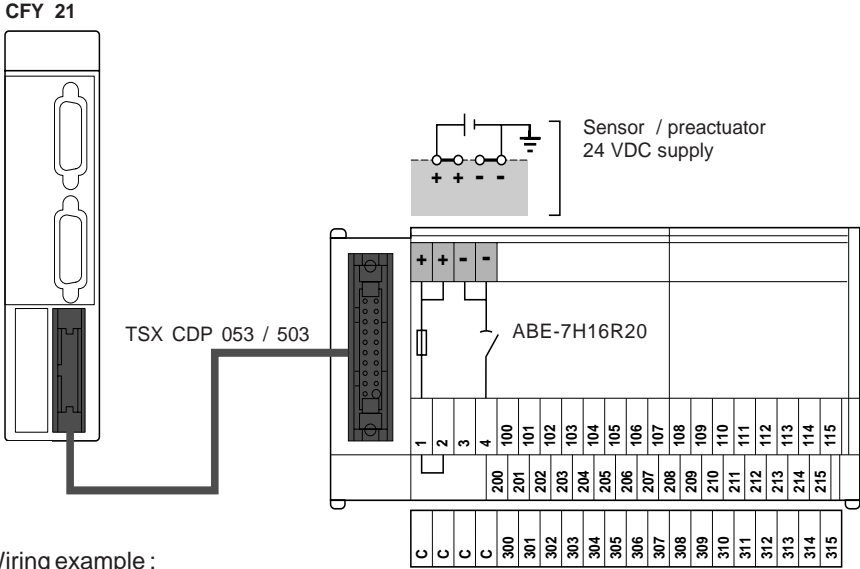 CFY 21
Sensor / preactuator
24 VDC supply
+ + - -
+ + - -
TSX CDP 053 / 503
ABE-7H16R20
1 2 3 4 100 101 102 103 104 105 106 107 108 109 110 111 112 113 114 115
200 201 202 203 204 205 206 207 208 209 210 211 212 213 214 215
C C C C 300 301 302 303 304 305 306 307 308 309 310 311 312 313 314 315
Wiring example :